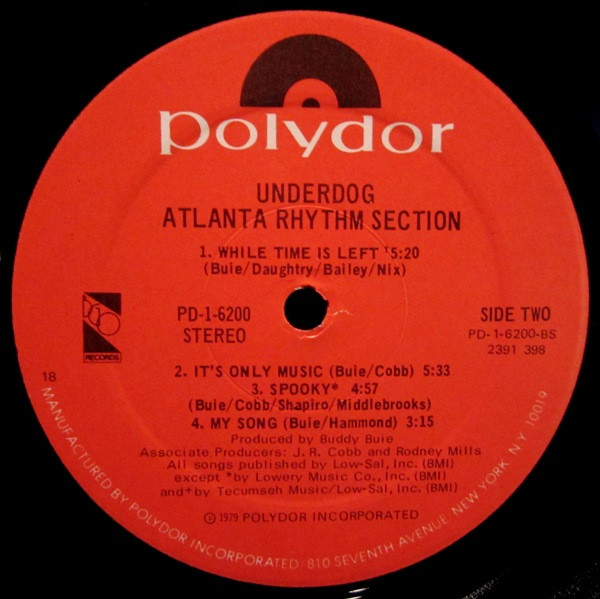 polydor
UNDERDOG
ATLANTA RHYTHM SECTION
1. WHILE TIME IS LEFT † 5:20
(Buie/Daughtry/Bailey/Nix)
PD-1-6200
STEREO
SIDE TWO
PD-1-6200-BS
2391 398
RECORDS
2. IT'S ONLY MUSIC (Buie/Cobb) 5:33
3. SPOOKY* 4:57
(Buie/Cobb/Shapiro/Middlebrooks)
4. MY SONG (Buie/Hammond) 3:15
Produced by Buddy Buie
Associate Producers: J. R. Cobb and Rodney Mills
All songs published by Low-Sal, Inc. (BMI)
except *by Lowery Music Co., Inc. (BMI)
and † by Tecumseh Music/Low-Sal, Inc. (BMI)
℗ 1979 POLYDOR INCORPORATED
18
MANUFACTURED BY POLYDOR INCORPORATED/810 SEVENTH AVENUE, NEW YORK, N.Y. 10019